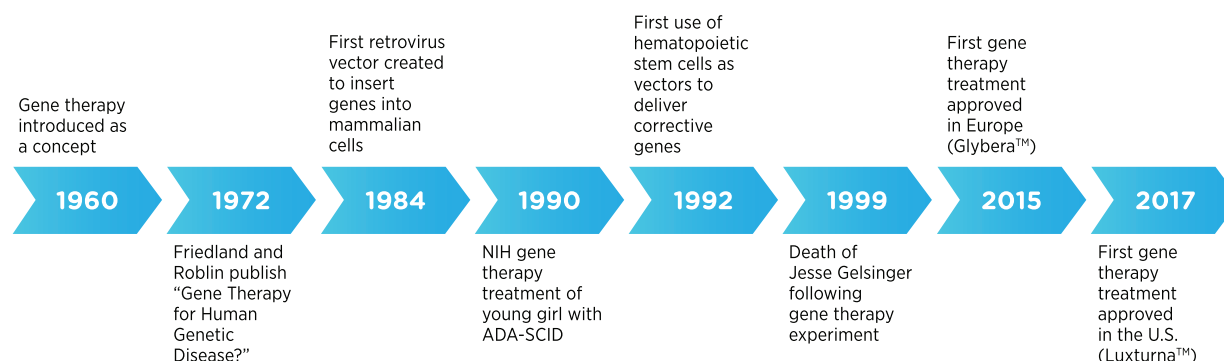 Gene therapy
introduced as
a concept
1960
1972
Friedland and
Roblin publish
“Gene Therapy
for Human
Genetic
Disease?”
First retrovirus
vector created
to insert
genes into
mammalian
cells
1984
1990
NIH gene
therapy
treatment of
young girl with
ADA-SCID
First use of
hematopoietic
stem cells as
vectors to
deliver
corrective
genes
1992
1999
Death of
Jesse Gelsinger
following
gene therapy
experiment
First gene
therapy
treatment
approved
in Europe
(Glybera™)
2015
2017
First gene
therapy
treatment
approved
in the U.S.
(Luxturna™)